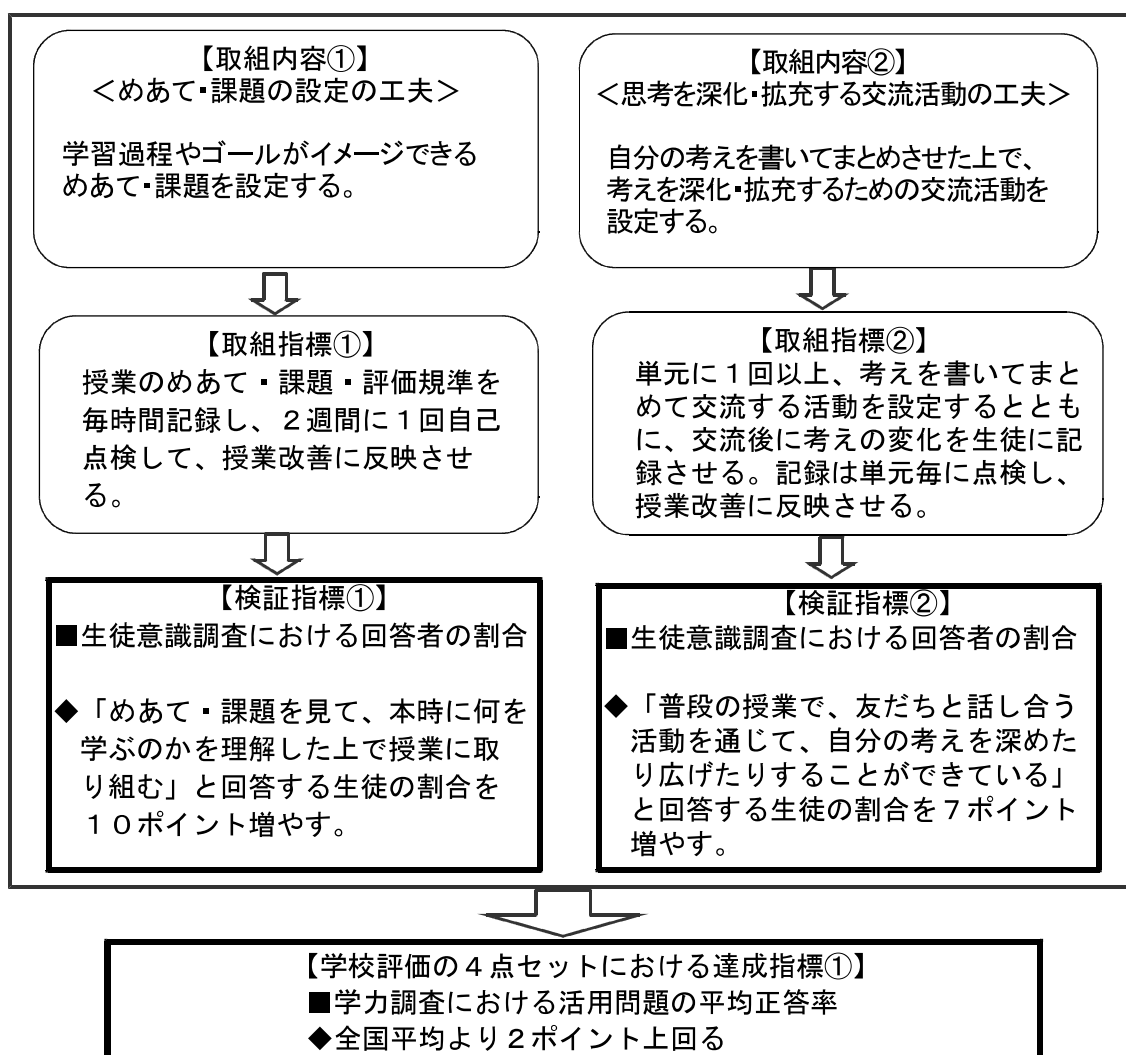 【取組内容①】
<めあて・課題の設定の工夫>
学習過程やゴールがイメージできる
めあて・課題を設定する。
【取組指標①】
授業のめあて・課題・評価規準を
毎時間記録し、２週間に１回自己
点検して、授業改善に反映させ
る。
【検証指標①】
■生徒意識調査における回答者の割合
◆「めあて・課題を見て、本時に何を
学ぶのかを理解した上で授業に取
り組む」と回答する生徒の割合を
１０ポイント増やす。
【取組内容②】
<思考を深化・拡充する交流活動の工夫>
自分の考えを書いてまとめさせた上で、
考えを深化・拡充するための交流活動を
設定する。
【取組指標②】
単元に１回以上、考えを書いてまと
めて交流する活動を設定するととも
に、交流後に考えの変化を生徒に記
録させる。記録は単元毎に点検し、
授業改善に反映させる。
【検証指標②】
■生徒意識調査における回答者の割合
◆「普段の授業で、友だちと話し合う
活動を通じて、自分の考えを深めた
り広げたりすることができている」
と回答する生徒の割合を７ポイント
増やす。
【学校評価の４点セットにおける達成指標①】
■学力調査における活用問題の平均正答率
◆全国平均より２ポイント上回る